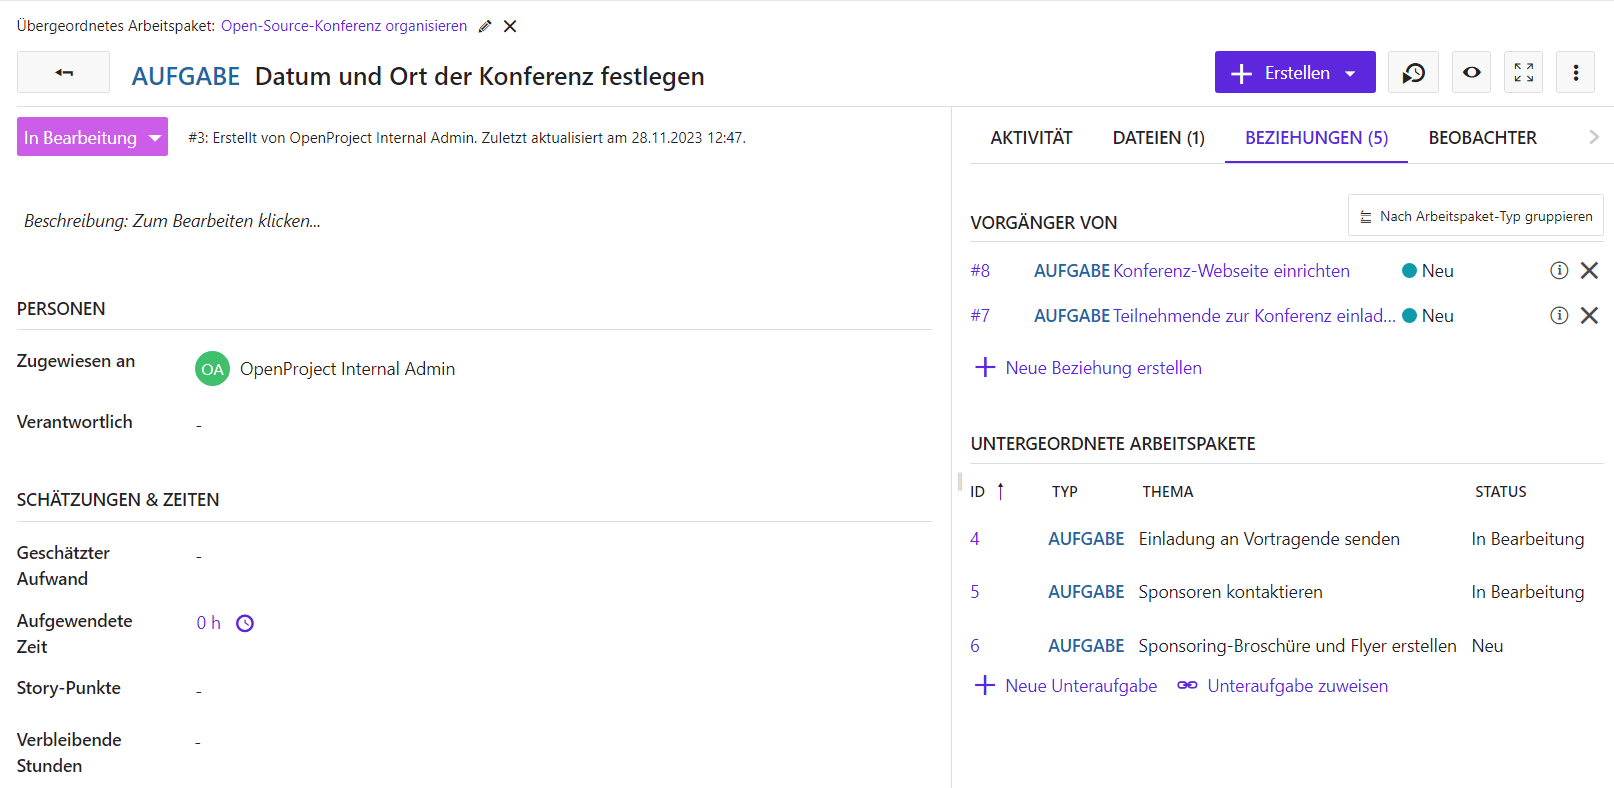 Übergeordnetes Arbeitspaket: Open-Source-Konferenz organisieren
AUFGABE Datum und Ort der Konferenz festlegen
Erstellen
In Bearbeitung
#3: Erstellt von OpenProject Internal Admin. Zuletzt aktualisiert am 28.11.2023 12:47.
Beschreibung: Zum Bearbeiten klicken...
PERSONEN
Zugewiesen an
OA OpenProject Internal Admin
Verantwortlich
-
SCHÄTZUNGEN & ZEITEN
Geschätzter
Aufwand
-
Aufgewendete
Zeit
0 h
Story-Punkte
-
Verbleibende
Stunden
-
AKTIVITÄT DATEIEN (1) BEZIEHUNGEN (5) BEOBACHTER
VORGÄNGER VON
Nach Arbeitspaket-Typ gruppieren
#8 AUFGABE Konferenz-Webseite einrichten Neu
#7 AUFGABE Teilnehmende zur Konferenz einlad... Neu
Neue Beziehung erstellen
UNTERGEORDNETE ARBEITSPAKETE
ID TYP THEMA STATUS
4 AUFGABE Einladung an Vortragende senden In Bearbeitung
5 AUFGABE Sponsoren kontaktieren In Bearbeitung
6 AUFGABE Sponsoring-Broschüre und Flyer erstellen Neu
Neue Unteraufgabe Unteraufgabe zuweisen